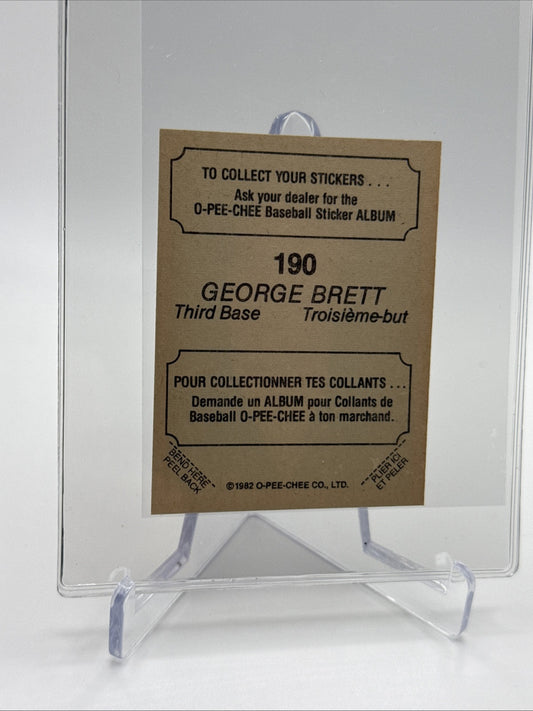 TO COLLECT YOUR STICKERS . . .
Ask your dealer for the
O-PEE-CHEE Baseball Sticker ALBUM
190
GEORGE BRETT
Third Base Troisième-but
POUR COLLECTIONNER TES COLLANTS . . .
Demande un ALBUM pour Collants de
Baseball O-PEE-CHEE à ton marchand.
BEND HERE
PEEL BACK
©1982 O-PEE-CHEE CO., LTD.
PLIER ICI
ET PELER